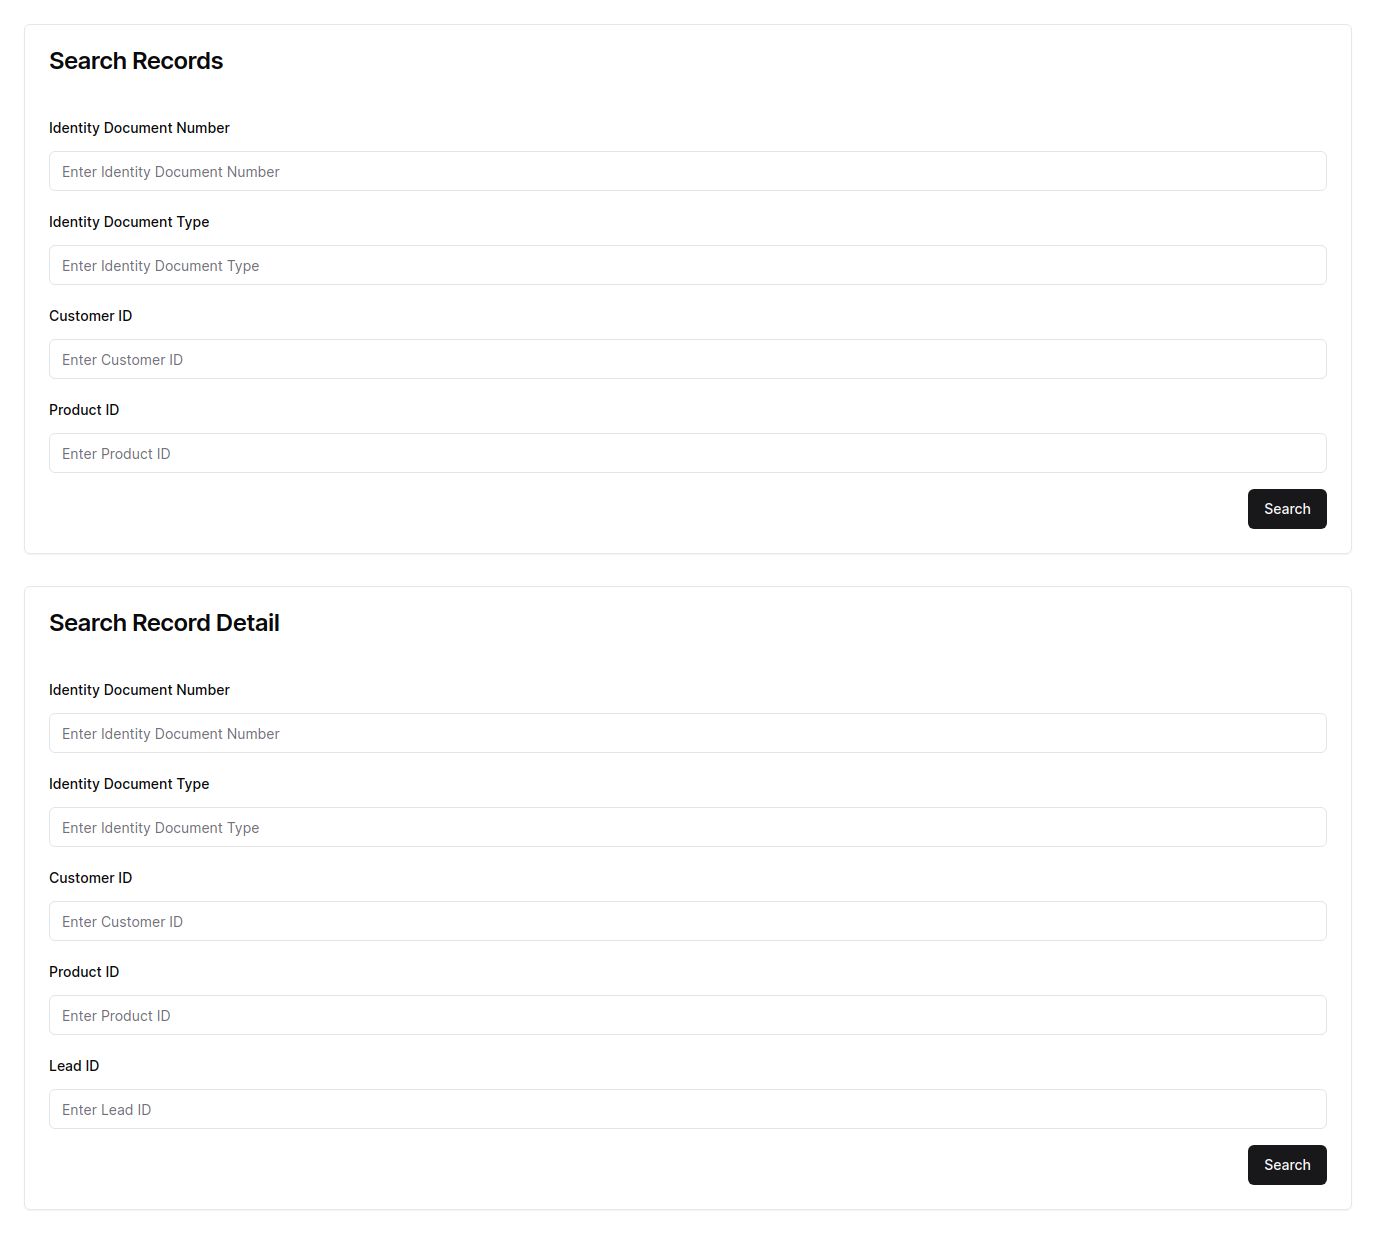 Search Records
Identity Document Number
Enter Identity Document Number
Identity Document Type
Enter Identity Document Type
Customer ID
Enter Customer ID
Product ID
Enter Product ID
Search
Search Record Detail
Identity Document Number
Enter Identity Document Number
Identity Document Type
Enter Identity Document Type
Customer ID
Enter Customer ID
Product ID
Enter Product ID
Lead ID
Enter Lead ID
Search